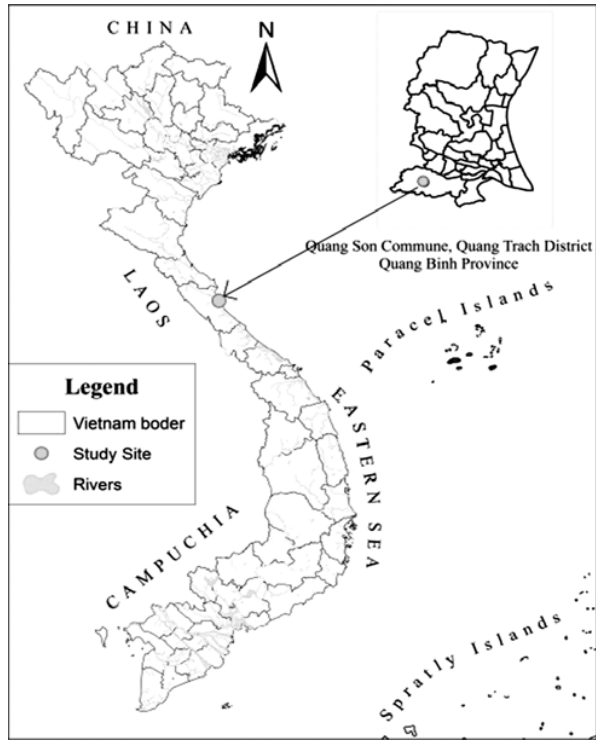 CHINA
N
Quang Son Commune, Quang Trach District
Quang Binh Province
LAOS
Paracel Islands
Legend
Vietnam boder
Study Site
Rivers
EASTERN SEA
CAMPUCHIA
Spratly Islands